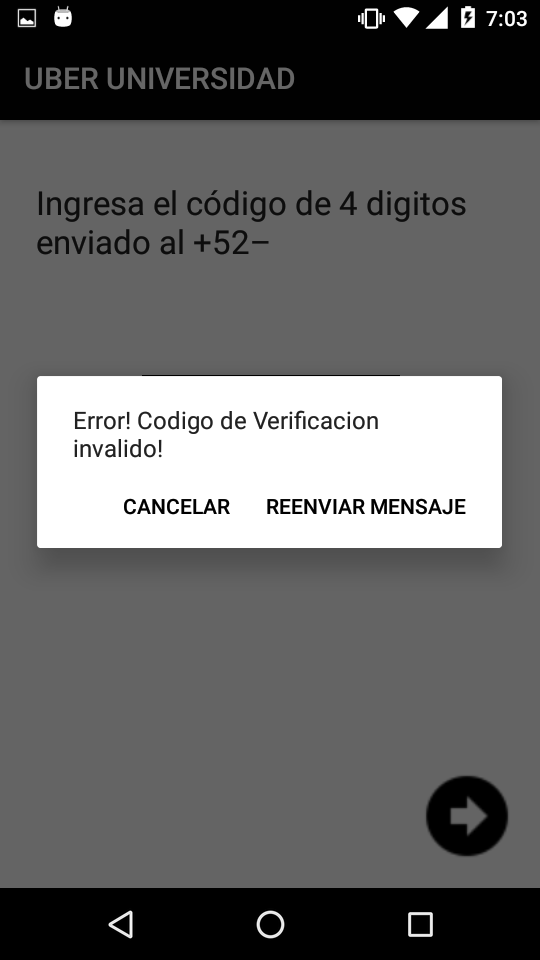 7:03
UBER UNIVERSIDAD
Ingresa el código de 4 digitos
enviado al +52–
Error! Codigo de Verificacion
invalido!
CANCELAR REENVIAR MENSAJE